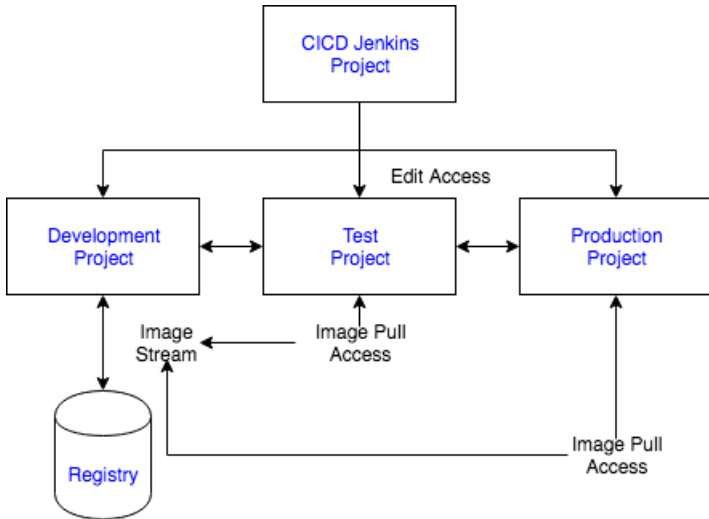 CICD Jenkins
Project
Edit Access
Development
Project
Test
Project
Production
Project
Image
Stream
Image Pull
Access
Image Pull
Access
Registry